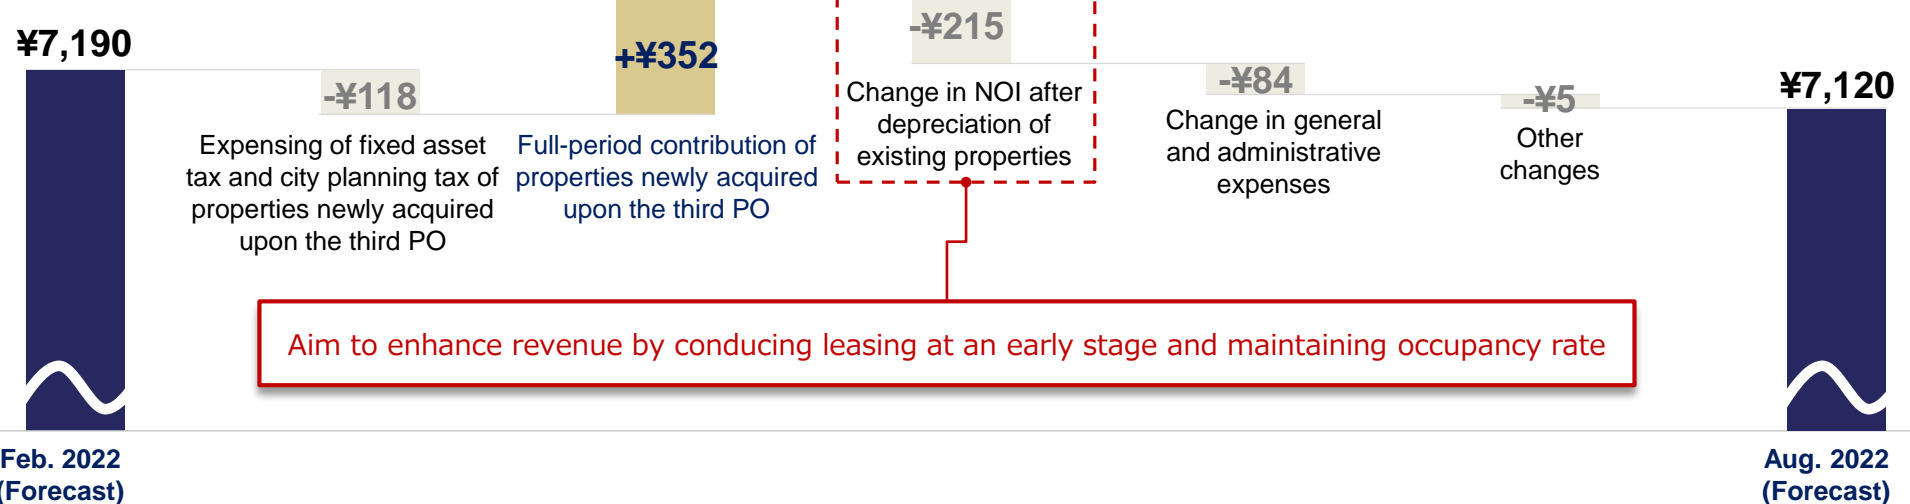 ¥7,190
-¥118
Expensing of fixed asset
tax and city planning tax of
properties newly acquired
upon the third PO
+¥352
Full-period contribution of
properties newly acquired
upon the third PO
-¥215
Change in NOI after
depreciation of
existing properties
-¥84
Change in general
and administrative
expenses
-¥5
Other
changes
¥7,120
Aim to enhance revenue by conducing leasing at an early stage and maintaining occupancy rate
Feb. 2022
(Forecast)
Aug. 2022
(Forecast)